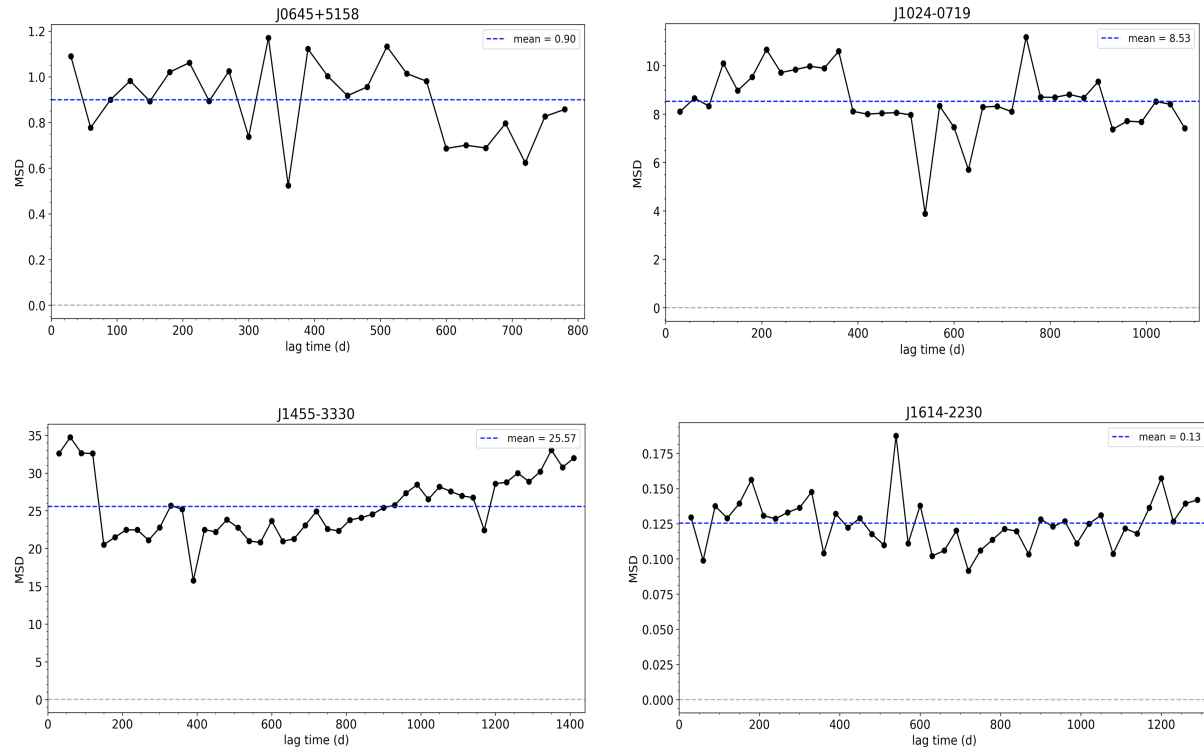 J0645+5158
mean = 0.90
MSD
1.2
1.0
0.8
0.6
0.4
0.2
0.0
0 100 200 300 400 500 600 700 800
lag time (d)
J1024-0719
mean = 8.53
MSD
10
8
6
4
2
0
0 200 400 600 800 1000
lag time (d)
J1455-3330
mean = 25.57
MSD
35
30
25
20
15
10
5
0
0 200 400 600 800 1000 1200 1400
lag time (d)
J1614-2230
mean = 0.13
MSD
0.175
0.150
0.125
0.100
0.075
0.050
0.025
0.000
0 200 400 600 800 1000 1200
lag time (d)